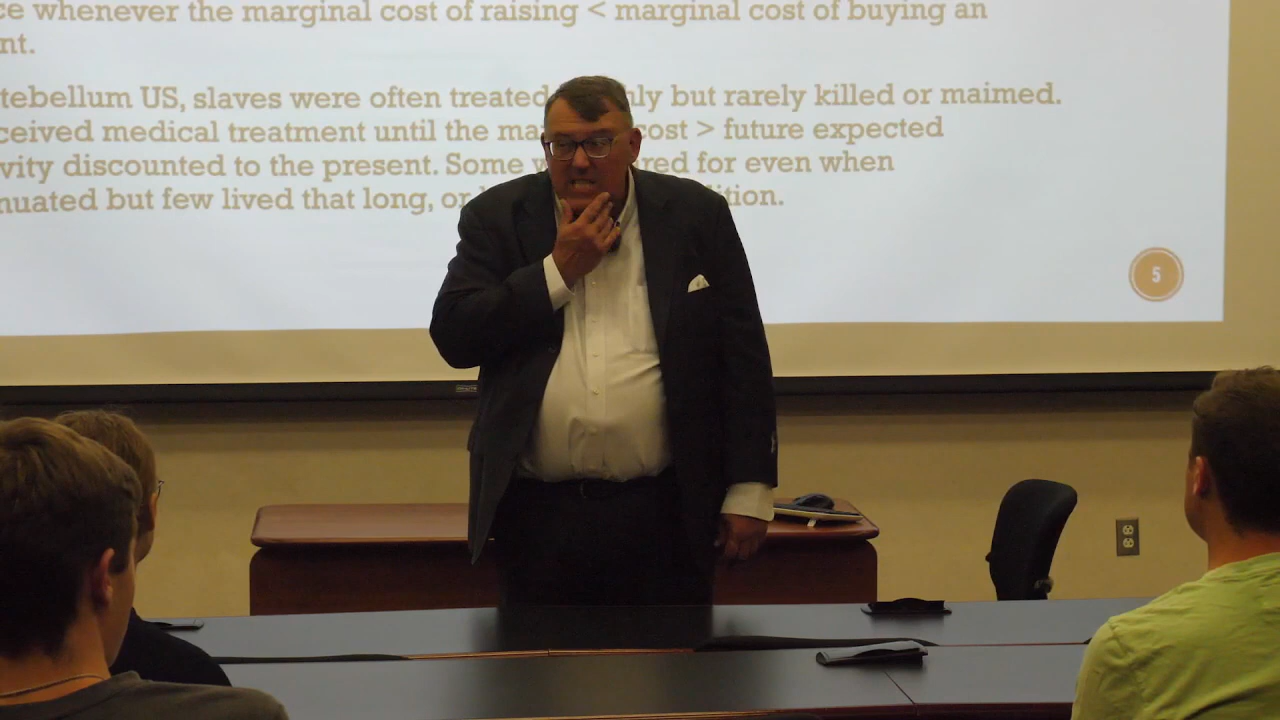 ce whenever the marginal cost of raising < marginal cost of buying an
nt.
tebellum US, slaves were often treated ly but rarely killed or maimed.
ceived medical treatment until the ma cost > future expected
vity discounted to the present. Some w red for even when
nuated but few lived that long, or dition.
5